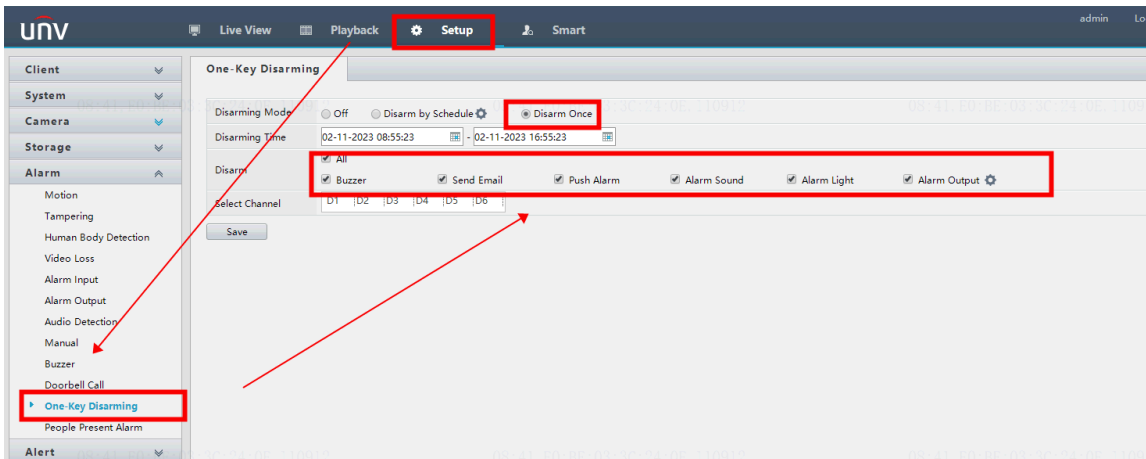 unv Live View Playback Setup Smart admin Lo
Client
System
Camera
Storage
Alarm
Motion
Tampering
Human Body Detection
Video Loss
Alarm Input
Alarm Output
Audio Detection
Manual
Buzzer
Doorbell Call
One-Key Disarming
People Present Alarm
Alert
One-Key Disarming
Disarming Mode Off Disarm by Schedule Disarm Once
Disarming Time 02-11-2023 08:55:23 - 02-11-2023 16:55:23
Disarm All
Buzzer Send Email Push Alarm Alarm Sound Alarm Light Alarm Output
Select Channel D1 D2 D3 D4 D5 D6
Save